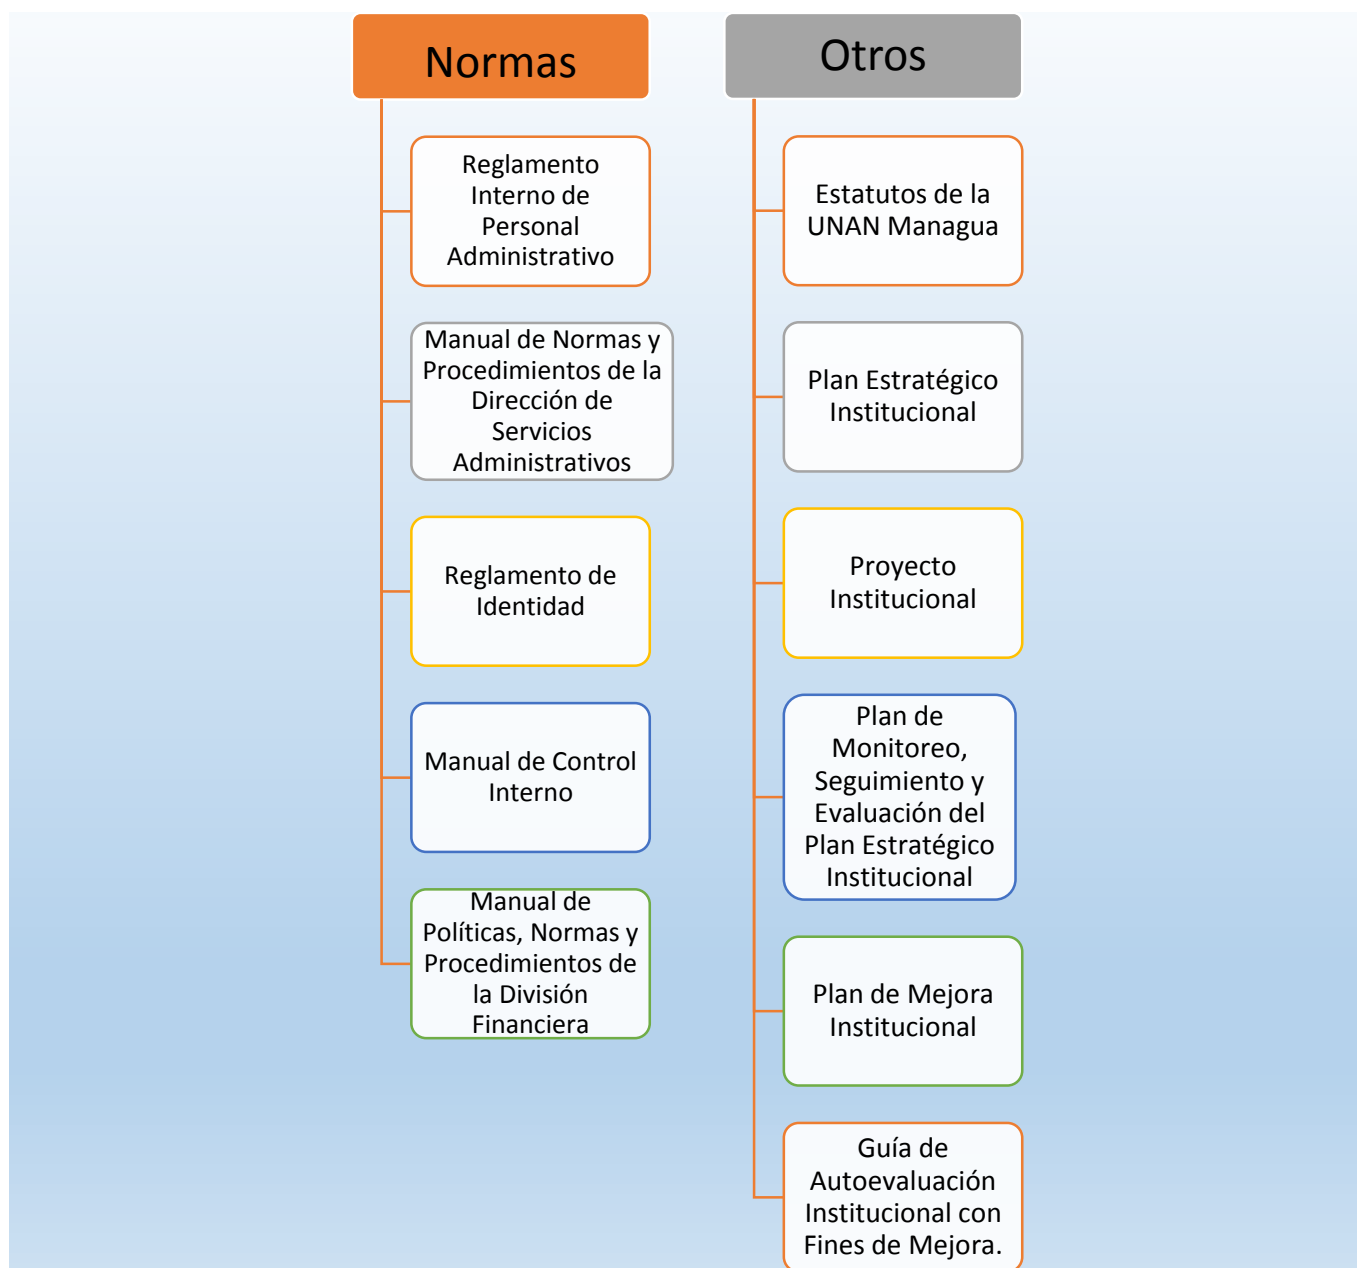 Normas
Reglamento
Interno de
Personal
Administrativo
Manual de Normas y
Procedimientos de la
Dirección de
Servicios
Administrativos
Reglamento de
Identidad
Manual de Control
Interno
Manual de
Políticas, Normas y
Procedimientos de
la División
Financiera
Otros
Estatutos de la
UNAN Managua
Plan Estratégico
Institucional
Proyecto
Institucional
Plan de
Monitoreo,
Seguimiento y
Evaluación del
Plan Estratégico
Institucional
Plan de Mejora
Institucional
Guía de
Autoevaluación
Institucional con
Fines de Mejora.